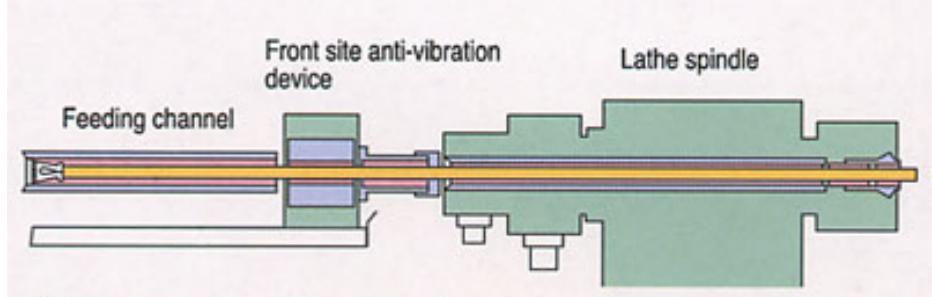 Front site anti-vibration
device
Lathe spindle
Feeding channel